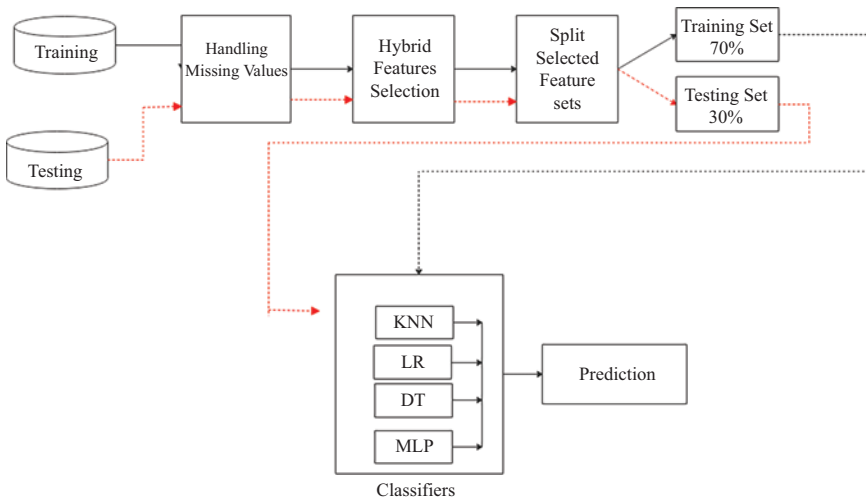 Training
Testing
Handling
Missing Values
Hybrid
Features
Selection
Split
Selected
Feature
sets
Training Set
70%
Testing Set
30%
KNN
LR
DT
MLP
Classifiers
Prediction